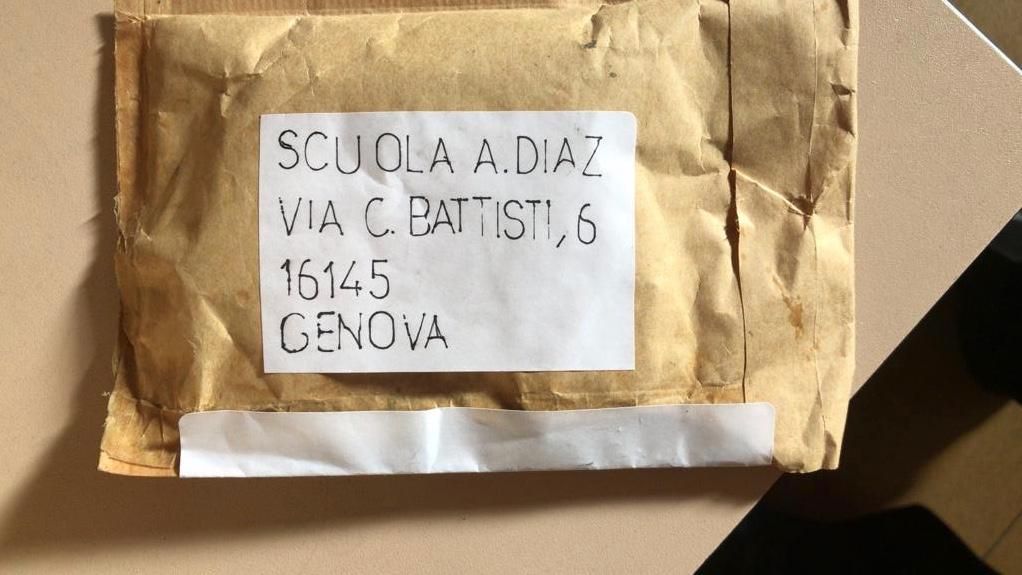 SCUOLA A. DIAZ
VIA C. BATTISTI, 6
16145
GENOVA